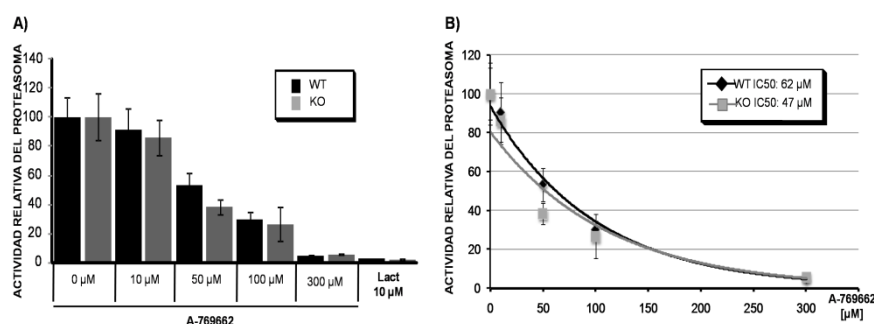 A)
ACTIVIDAD RELATIVA DEL PROTEASOMA
140
120
100
80
60
40
20
0
WT
KO
0 µM
10 µM
50 µM
100 µM
300 µM
Lact
10 µM
A-769662
B)
ACTIVIDAD RELATIVA DEL PROTEASOMA
120
100
80
60
40
20
0
WT IC50: 62 µM
KO IC50: 47 µM
0
50
100
150
200
250
300
A-769662
[µM]